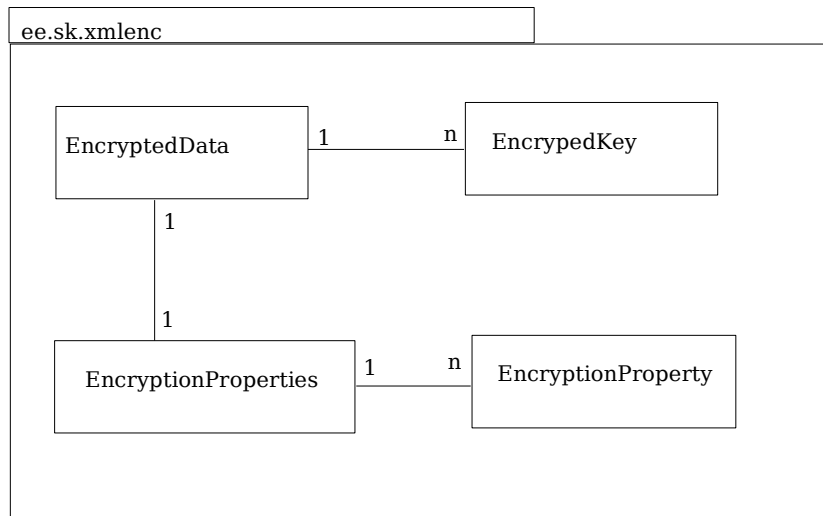 ee.sk.xmlenc
EncryptedData
1
n
EncrypedKey
1
1
EncryptionProperties
1
n
EncryptionProperty